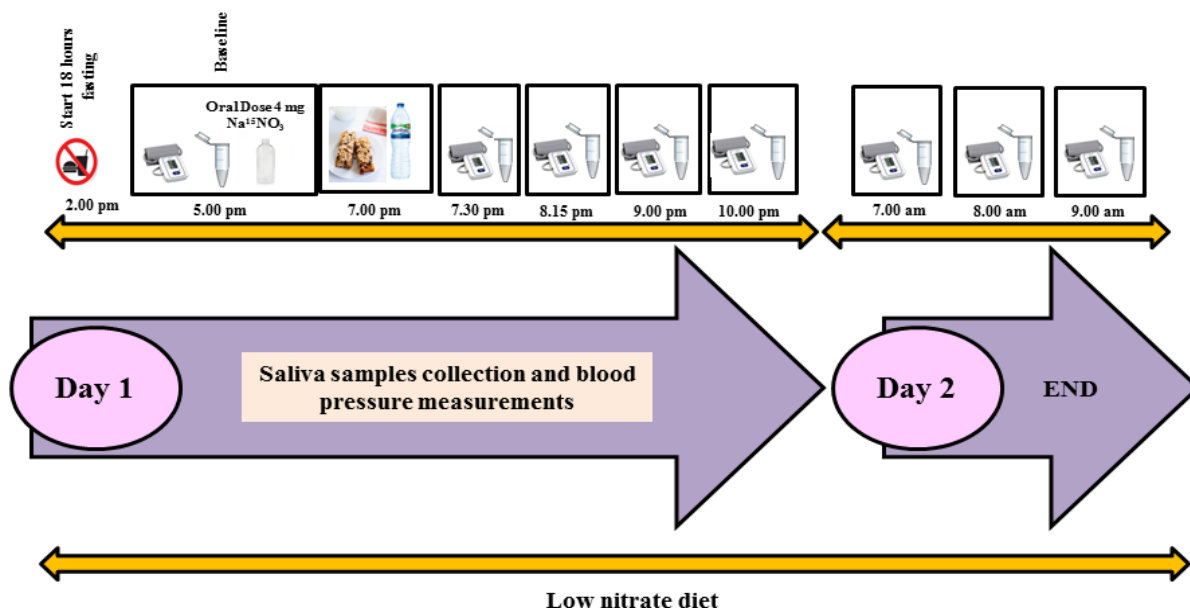 Start 18 hours
fasting
Baseline
Oral Dose 4 mg
Na¹⁵NO₃
2.00 pm
5.00 pm
7.00 pm
7.30 pm
8.15 pm
9.00 pm
10.00 pm
7.00 am
8.00 am
9.00 am
Day 1
Saliva samples collection and blood
pressure measurements
Day 2
END
Low nitrate diet